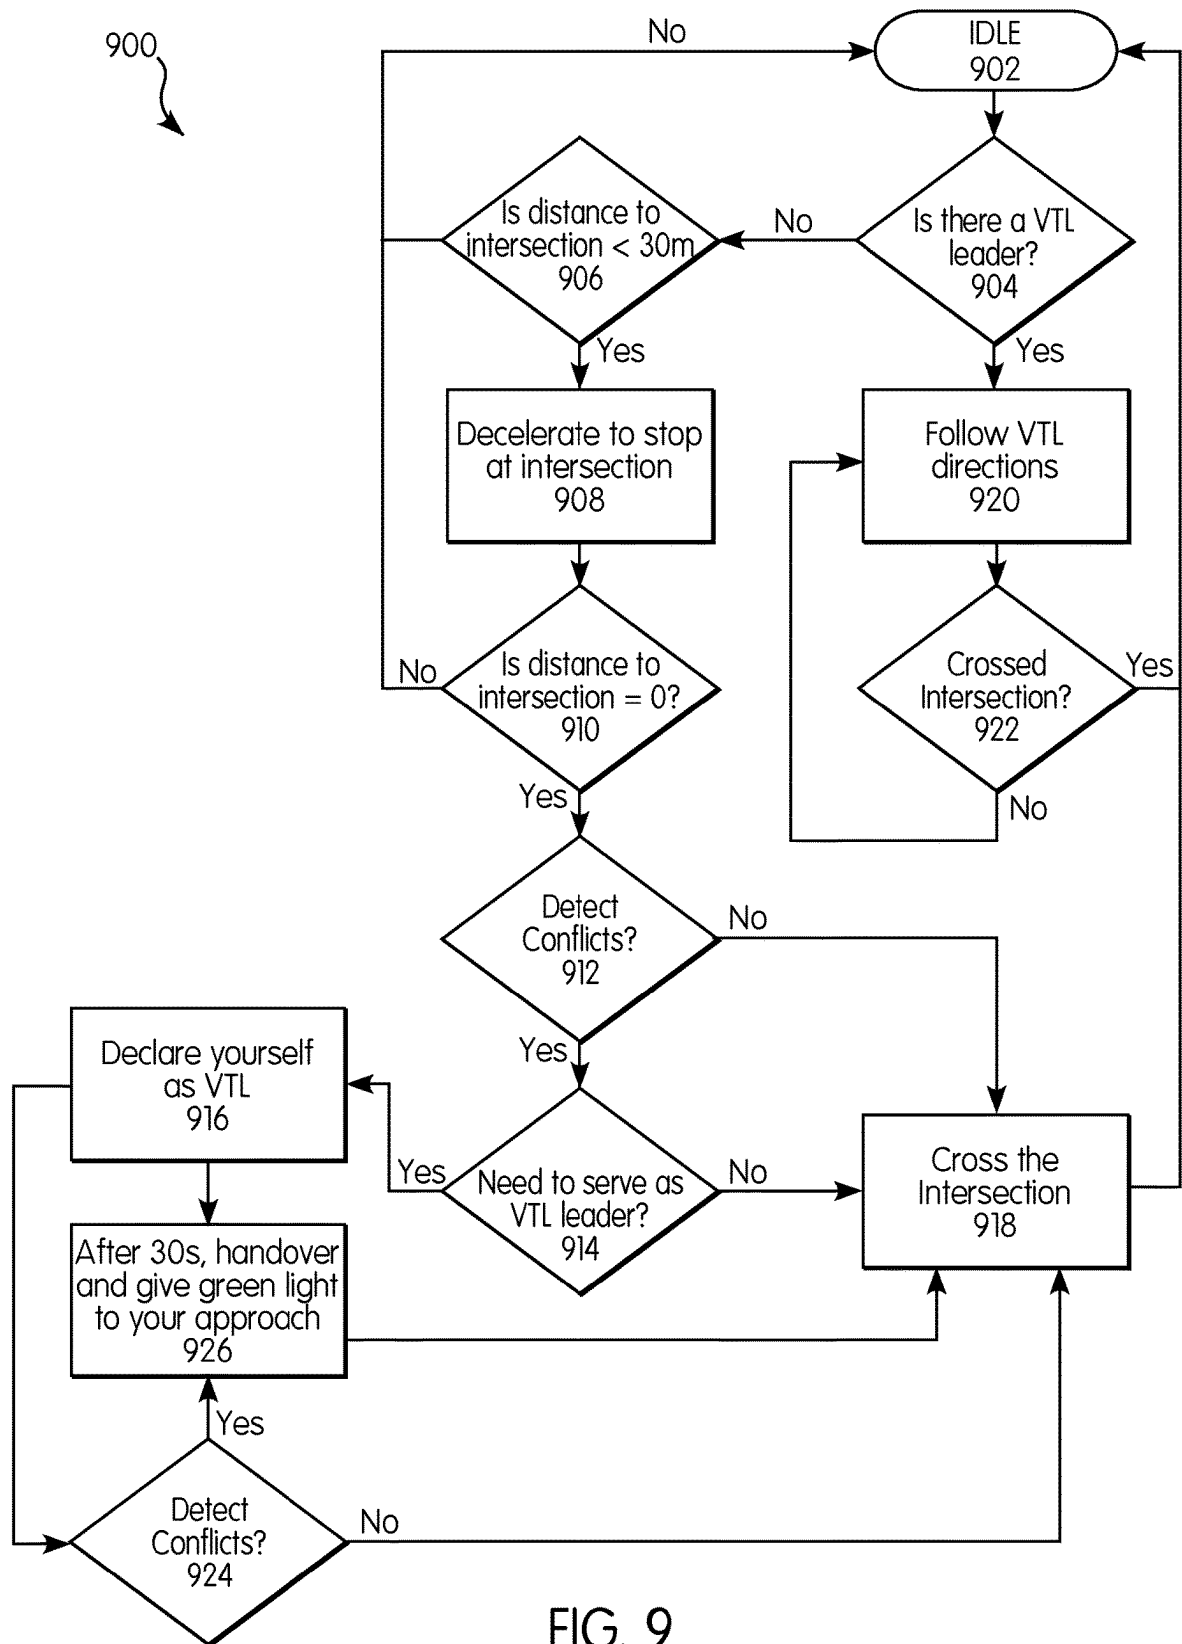 900
No
IDLE
902
Is distance to
intersection < 30m
906
No
Is there a VTL
leader?
904
Yes
Yes
Decelerate to stop
at intersection
908
Follow VTL
directions
920
No
Is distance to
intersection = 0?
910
Crossed
Intersection?
922
Yes
Yes
No
Detect
Conflicts?
912
No
Yes
Declare yourself
as VTL
916
Yes
Need to serve as
VTL leader?
914
No
Cross the
Intersection
918
After 30s, handover
and give green light
to your approach
926
Yes
Detect
Conflicts?
924
No
FIG. 9